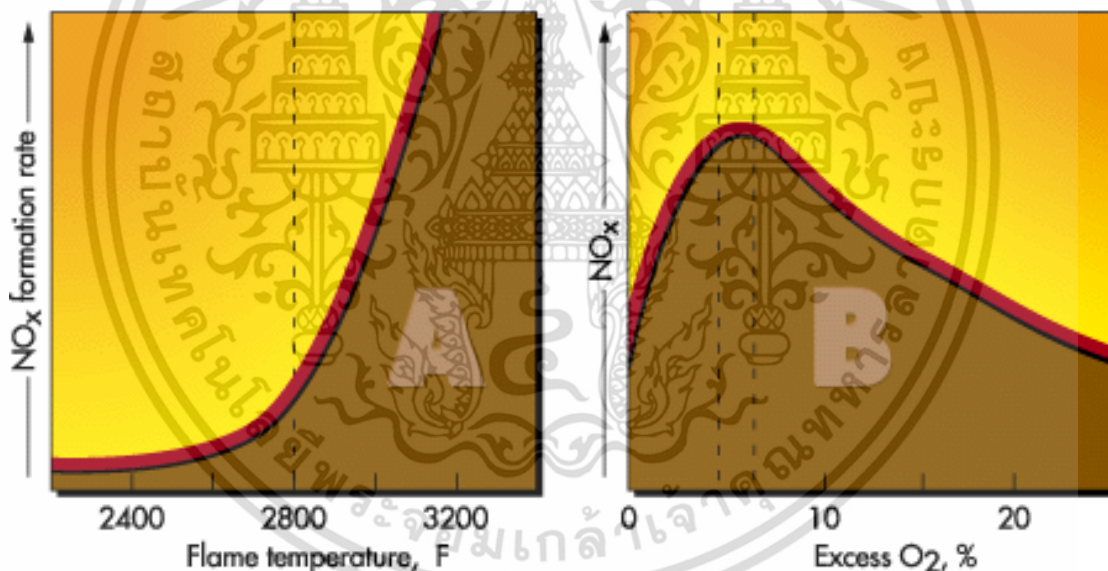 NOx formation rate
A
2400 2800 3200
Flame temperature, F
NOx
B
0 10 20
Excess O2, %